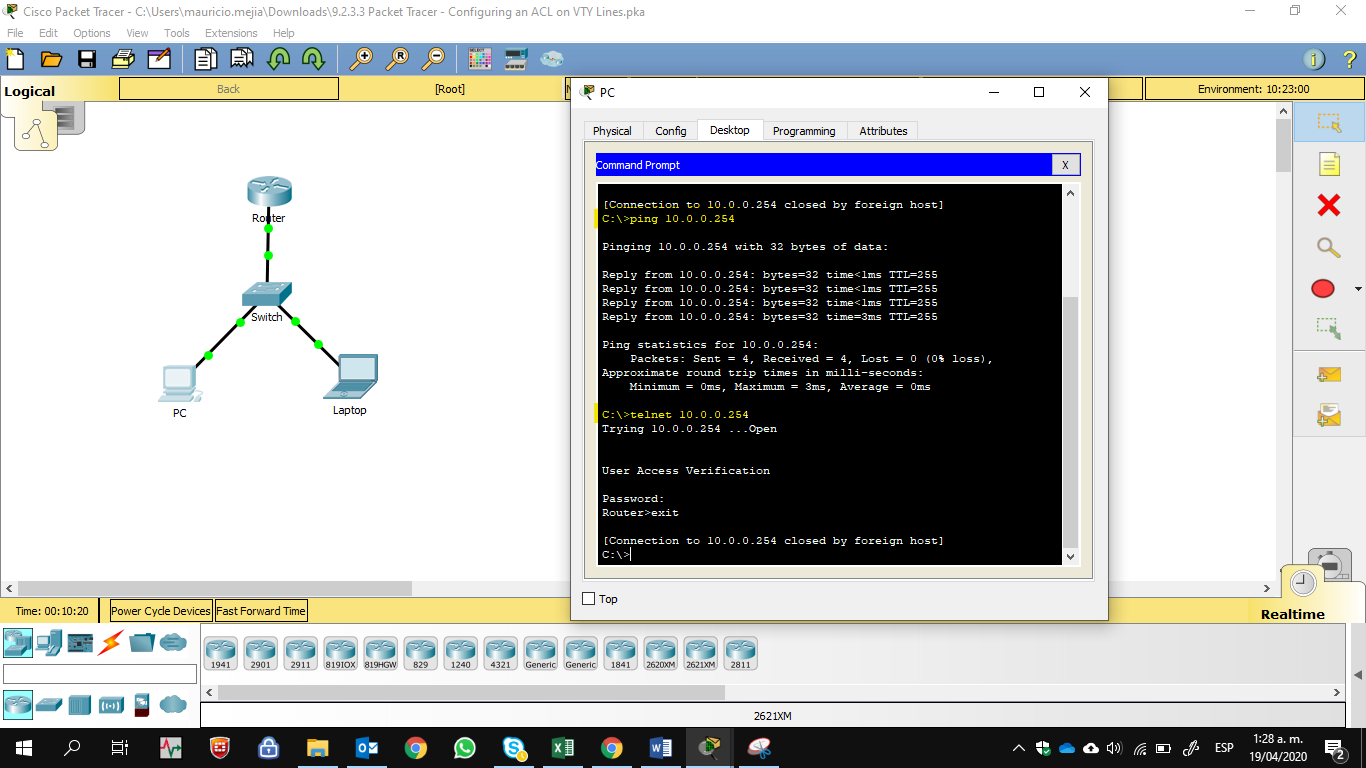 Cisco Packet Tracer - C:\Users\mauricio.mejia\Downloads\9.2.3.3 Packet Tracer - Configuring an ACL on VTY Lines.pka
File Edit Options View Tools Extensions Help
Logical
Back
[Root]
Environment: 10:23:00
Router
Switch
PC
Laptop
PC
Physical Config Desktop Programming Attributes
Command Prompt
X
[Connection to 10.0.0.254 closed by foreign host]
C:\>ping 10.0.0.254
Pinging 10.0.0.254 with 32 bytes of data:
Reply from 10.0.0.254: bytes=32 time<1ms TTL=255
Reply from 10.0.0.254: bytes=32 time<1ms TTL=255
Reply from 10.0.0.254: bytes=32 time<1ms TTL=255
Reply from 10.0.0.254: bytes=32 time=3ms TTL=255
Ping statistics for 10.0.0.254:
Packets: Sent = 4, Received = 4, Lost = 0 (0% loss),
Approximate round trip times in milli-seconds:
Minimum = 0ms, Maximum = 3ms, Average = 0ms
C:\>telnet 10.0.0.254
Trying 10.0.0.254 ...Open
User Access Verification
Password:
Router>exit
[Connection to 10.0.0.254 closed by foreign host]
C:\>
Top
Time: 00:10:20
Power Cycle Devices
Fast Forward Time
Realtime
1941 2901 2911 819IOX 819HGW 829 1240 4321 Generic Generic 1841 2620XM 2621XM 2811
2621XM
ESP
1:28 a. m.
19/04/2020
2